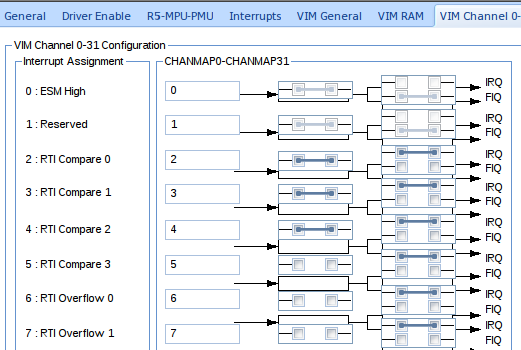 General Driver Enable R5-MPU-PMU Interrupts VIM General VIM RAM VIM Channel 0-
VIM Channel 0-31 Configuration
Interrupt Assignment CHANMAP0-CHANMAP31
0 : ESM High 0 IRQ
FIQ
1 : Reserved 1 IRQ
FIQ
2 : RTI Compare 0 2 IRQ
FIQ
3 : RTI Compare 1 3 IRQ
FIQ
4 : RTI Compare 2 4 IRQ
FIQ
5 : RTI Compare 3 5 IRQ
FIQ
6 : RTI Overflow 0 6 IRQ
FIQ
7 : RTI Overflow 1 7 IRQ
FIQ